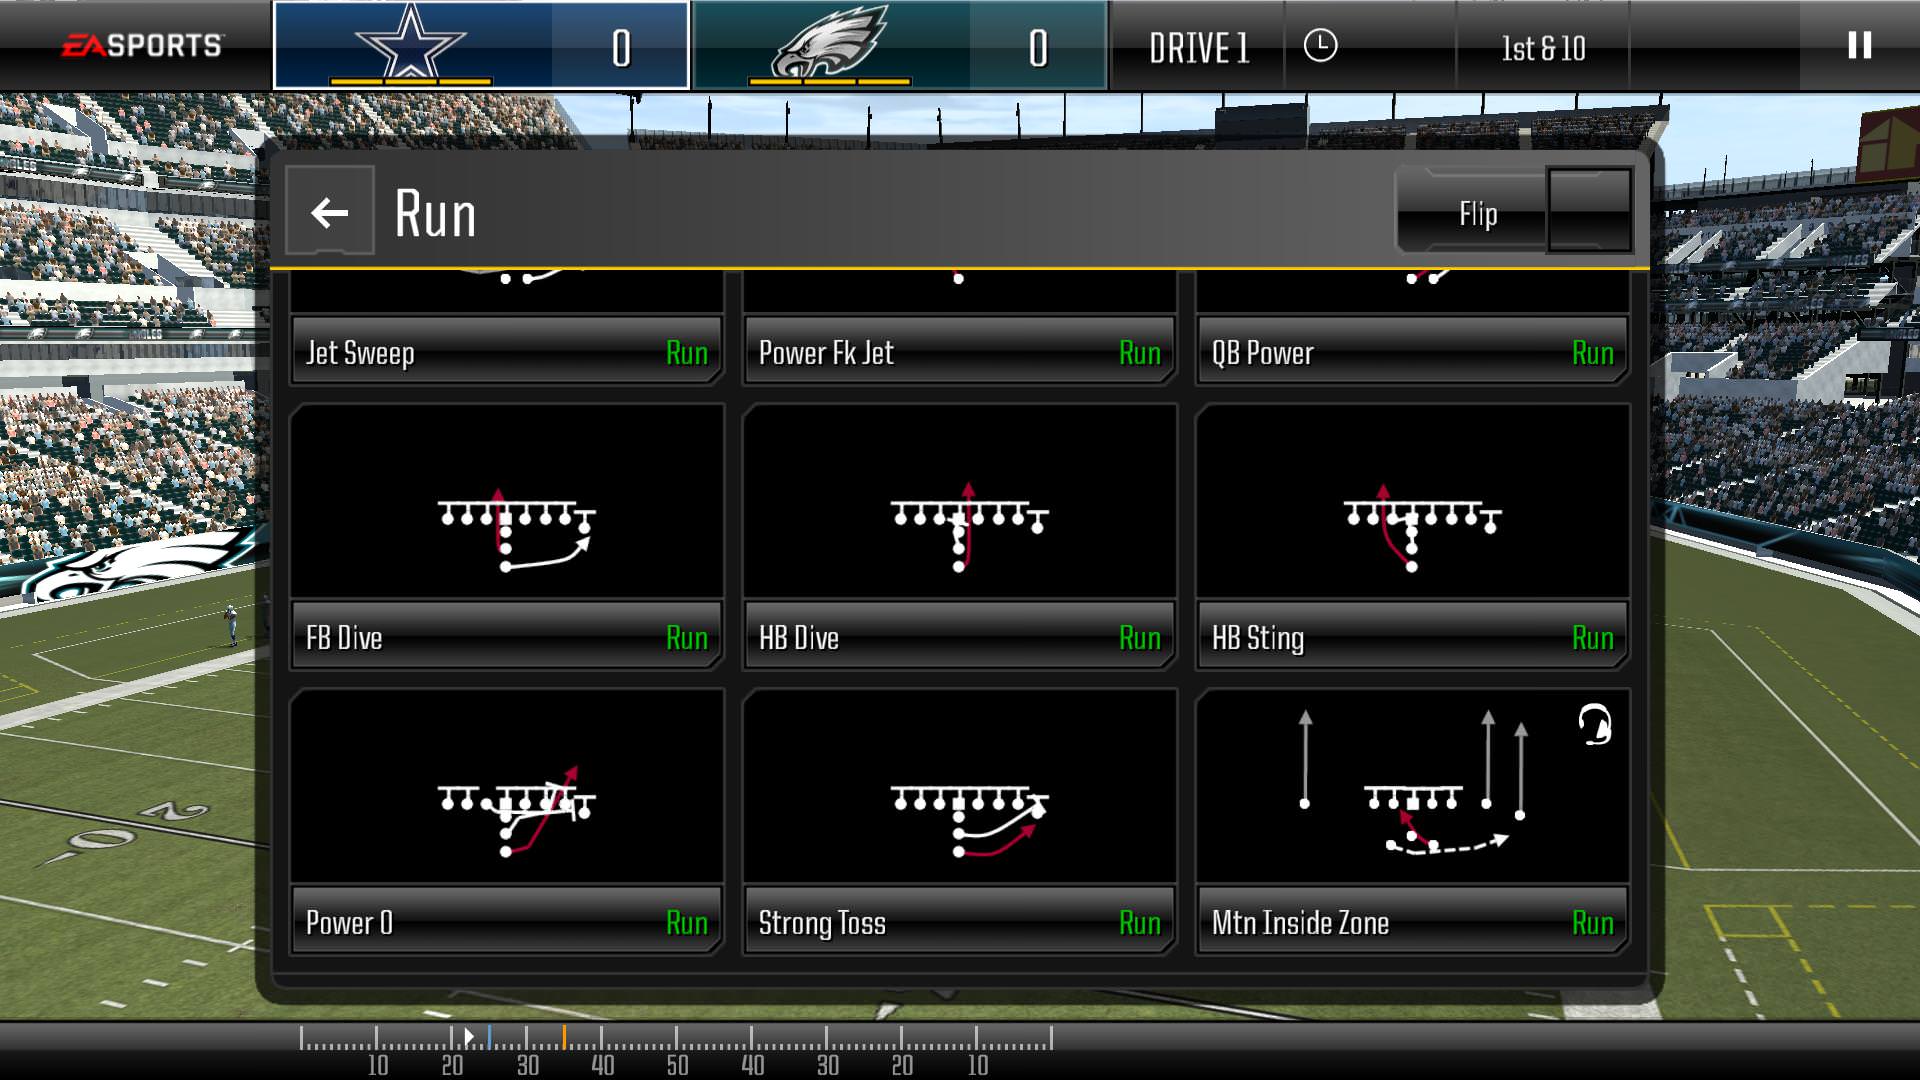 EA SPORTS
0
0
DRIVE 1
1st & 10
Run
Flip
Jet Sweep Run
Power Fk Jet Run
QB Power Run
FB Dive Run
HB Dive Run
HB Sting Run
Power O Run
Strong Toss Run
Mtn Inside Zone Run
2 0
10 20 30 40 50 40 30 20 10